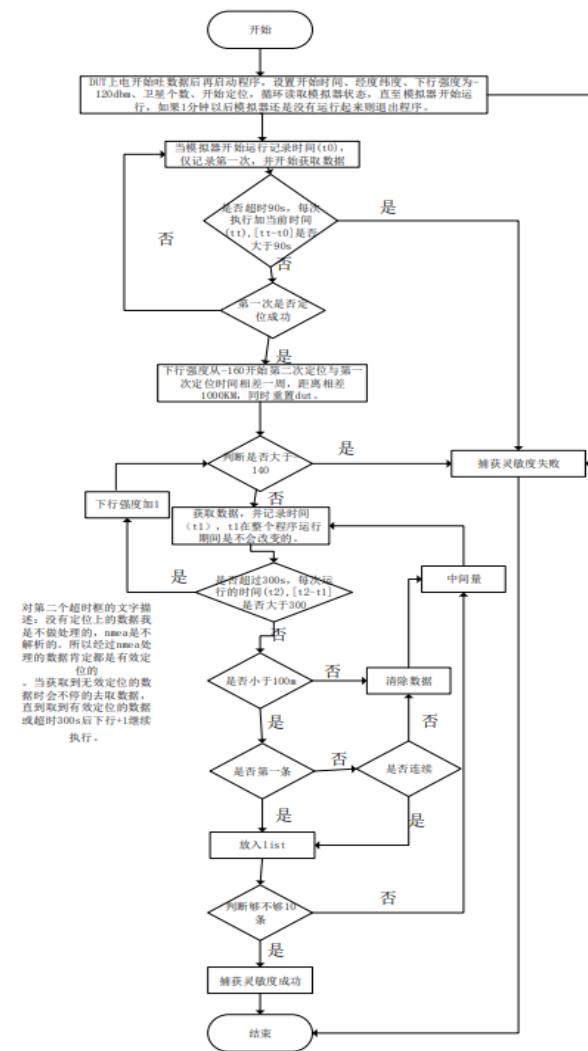 开始
DUT上电开始吐数据后再启动程序，设置开始时间、经度纬度、下行强度为-
120dbm、卫星个数、开始定位，循环读取模拟器状态，直至模拟器开始运
行，如果1分钟以后模拟器还是没有运行起来则退出程序。
当模拟器开始运行记录时间(t0)，
仅记录第一次，并开始获取数据
是否超时90s，每次
执行加当前时间
(tt),[tt-t0]是否
大于90s
是
否
否
第一次是否定
位成功
是
下行强度从-160开始第二次定位与第一
次定位时间相差一周，距离相差
1000KM，同时重置dut。
判断是否大于-
140
是
捕获灵敏度失败
否
下行强度加1
获取数据，并记录时间
（t1），t1在整个程序运行
期间是不会改变的。
是否超过300s，每次运
行的时间(t2),[t2-t1]
是否大于300
是
中间量
否
对第二个超时框的文字描
述：没有定位上的数据我
是不做处理的，nmea是不
解析的。所以经过nmea处
理的数据肯定都是有效定
位的
。当获取到无效定位的数
据时会不停的去取数据，
直到取到有效定位的数据
或超时300s后下行+1继续
执行。
是否小于100m
否
清除数据
是
否
是否第一条
否
是否连续
是
是
放入list
判断够不够10
条
否
是
捕获灵敏度成功
结束